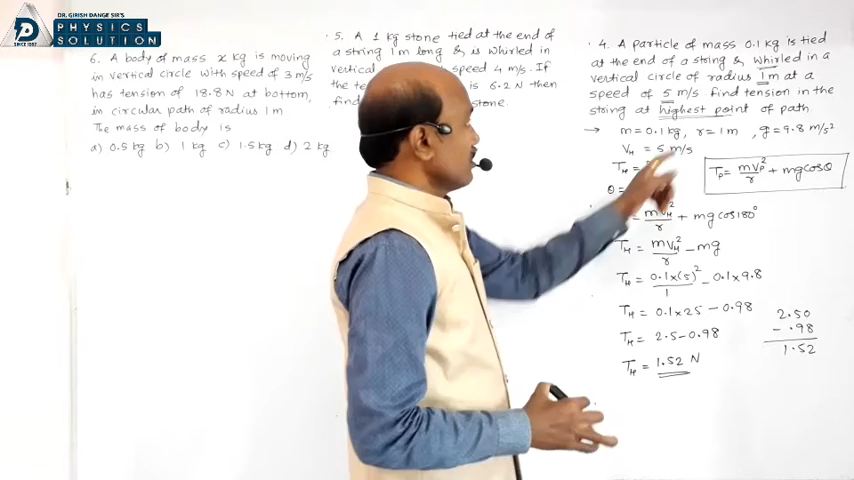 DR. GIRISH DANGE SIR'S
PHYSICS
SOLUTION
SINCE 1987
6. A body of mass x kg is moving
in vertical circle with speed of 3 m/s
has tension of 18.8 N at bottom,
in circular path of radius 1 m
The mass of body is
a) 0.5 kg b) 1 kg c) 1.5 kg d) 2 kg
5. A 1 kg stone tied at the end of
a string 1 m long & is whirled in
vertical speed 4 m/s. If
the 6.2 N then
find stone.
4. A particle of mass 0.1 kg is tied
at the end of a string & whirled in a
vertical circle of radius 1m at a
speed of 5 m/s. find tension in the
string at highest point of path
→ m = 0.1 kg, r = 1 m , g = 9.8 m/s²
V_H = 5 m/s
T_H =
θ =
T_P = mV_P²/r + mg cosθ
= mV_H²/r + mg cos180°
T_H = mV_H²/r - mg
T_H = 0.1×(5)²/1 - 0.1×9.8
T_H = 0.1×25 - 0.98
T_H = 2.5 - 0.98
T_H = 1.52 N
2.50
- .98
1.52